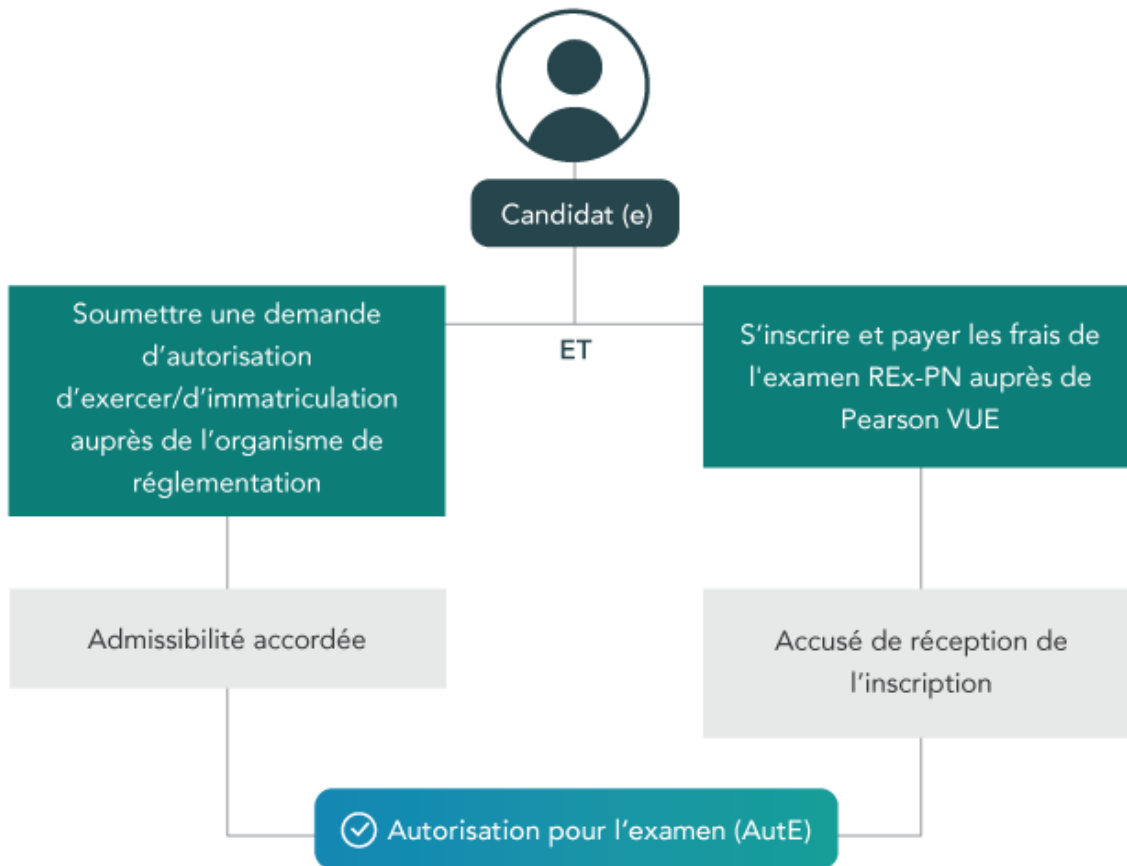 Candidat (e)
Soumettre une demande
d’autorisation
d’exercer/d’immatriculation
auprès de l’organisme de
réglementation
ET
S’inscrire et payer les frais de
l'examen REx-PN auprès de
Pearson VUE
Admissibilité accordée
Accusé de réception de
l’inscription
Autorisation pour l’examen (AutE)